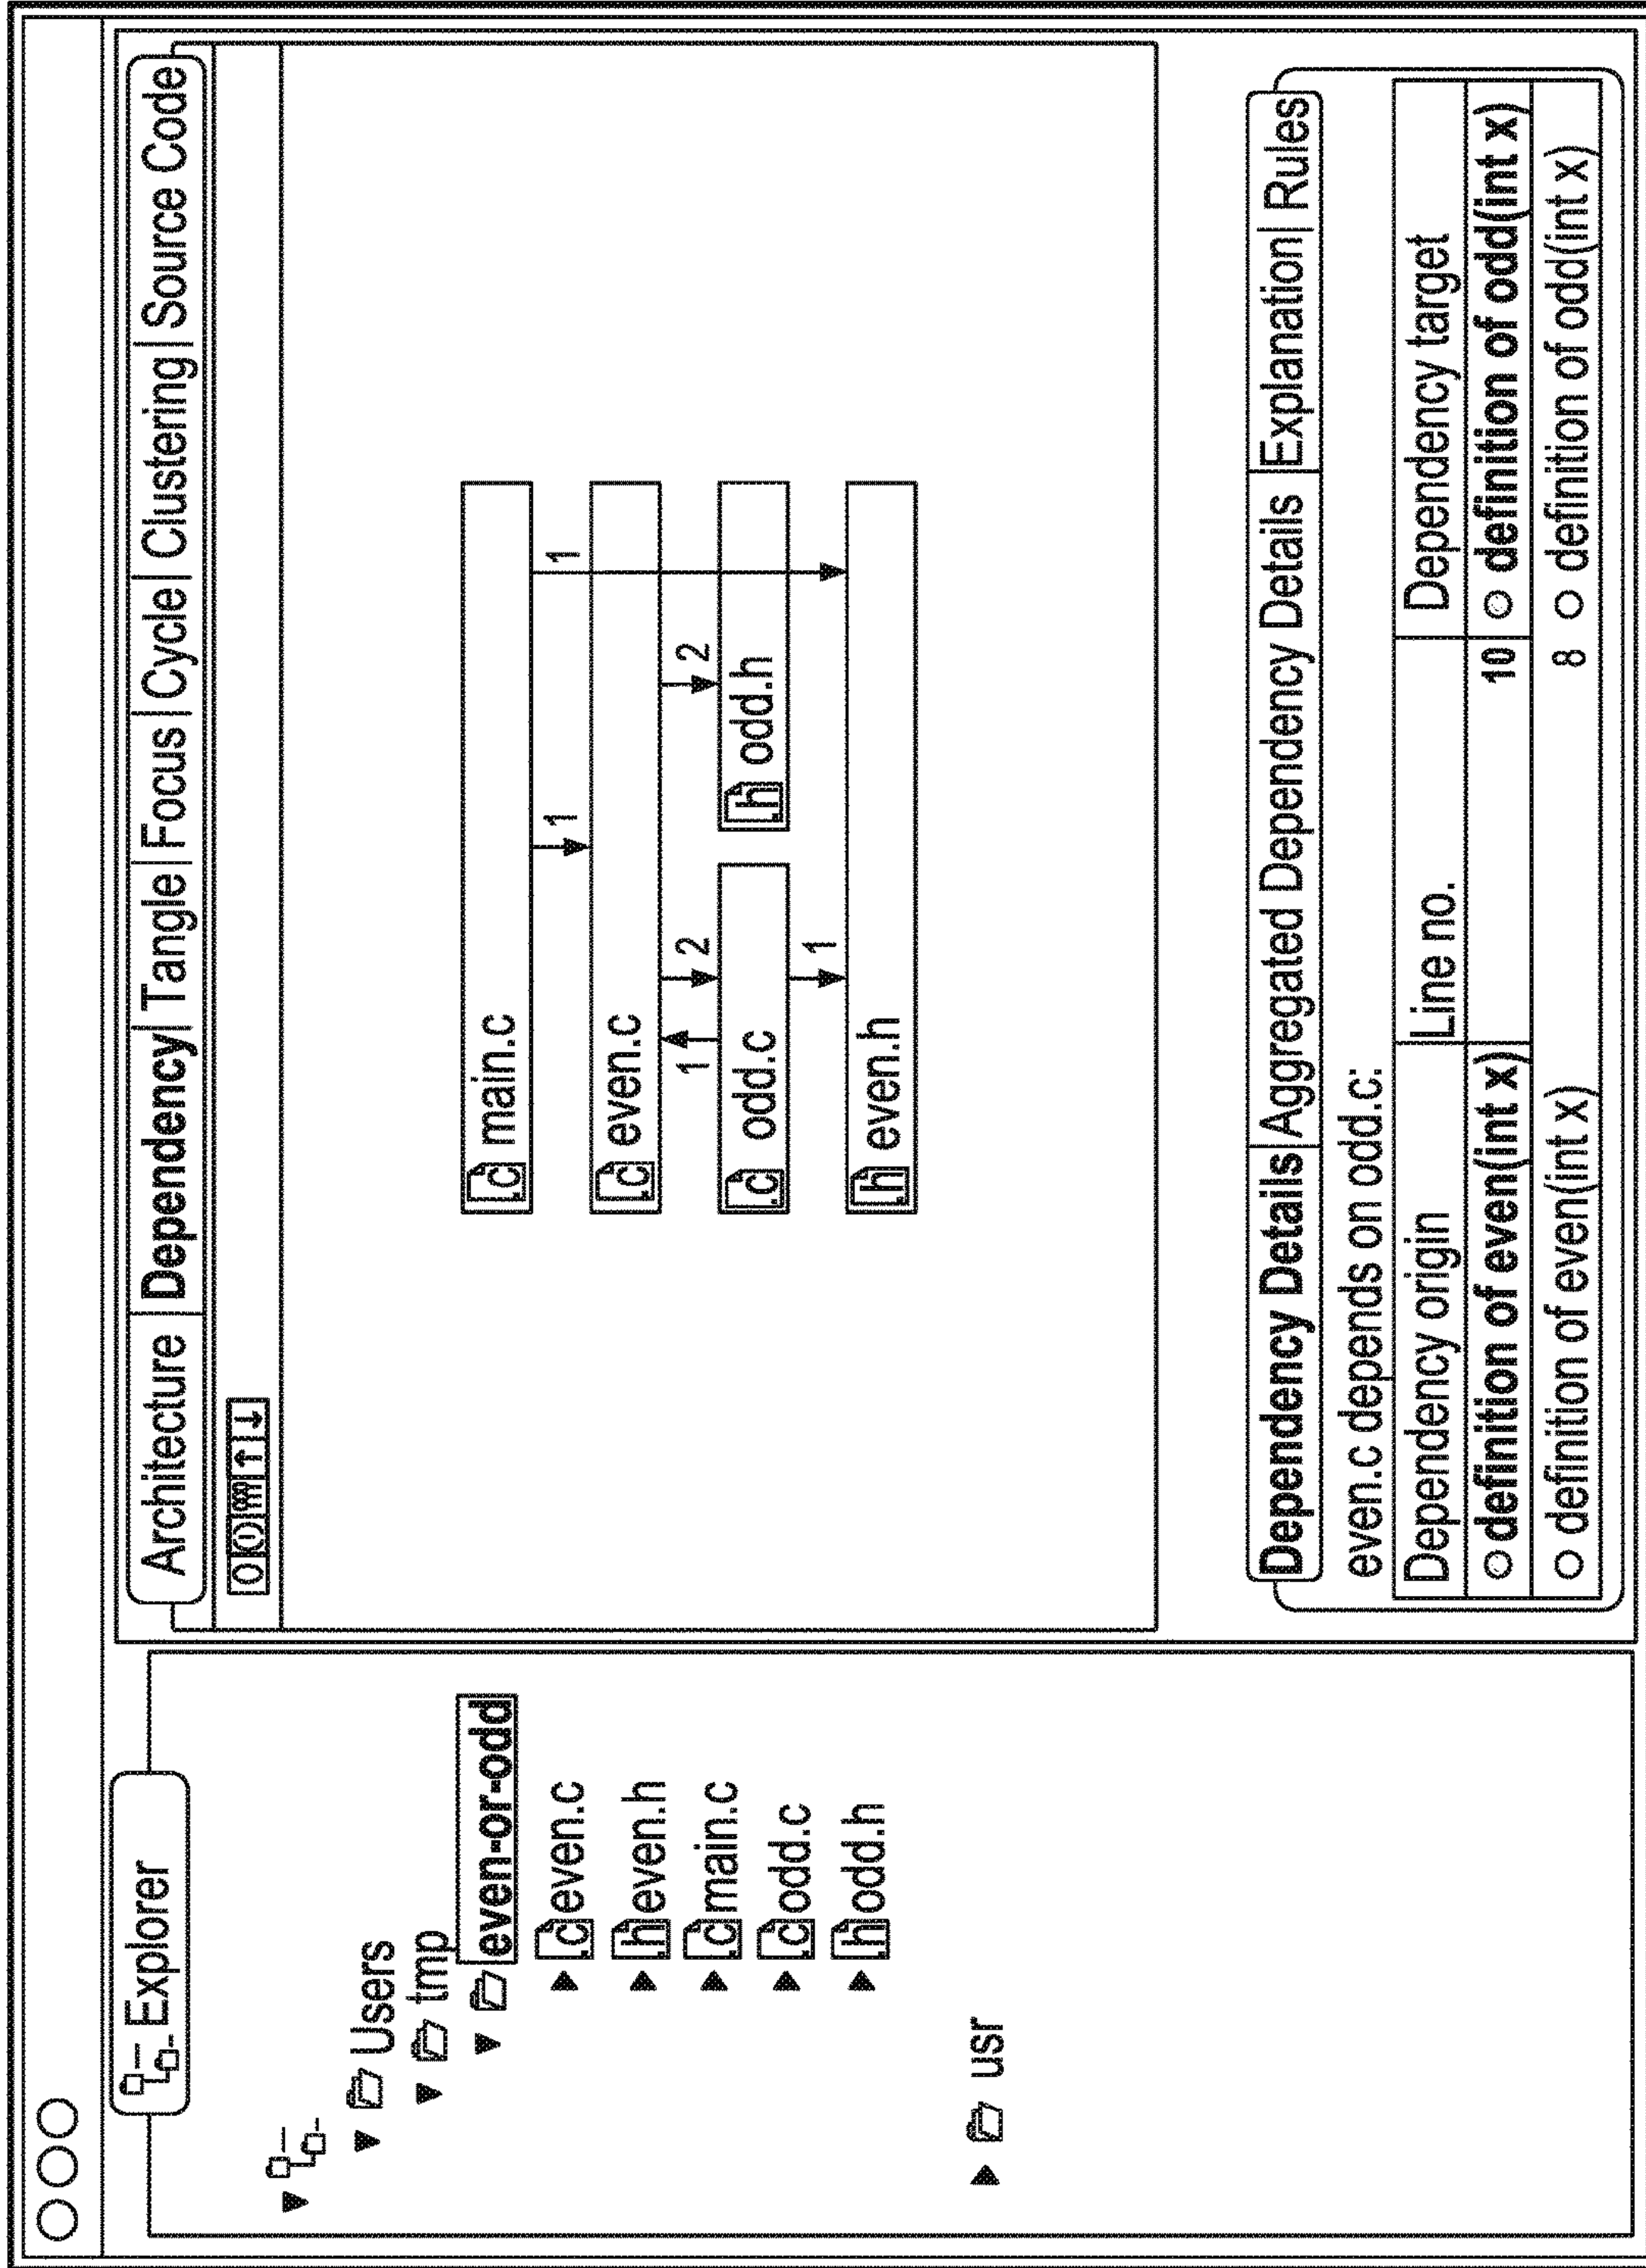 Explorer
Users
tmp
even-or-odd
.c even.c
.h even.h
.c main.c
.c odd.c
.h odd.h
usr
Architecture | Dependency | Tangle | Focus | Cycle | Clustering | Source Code
.c main.c
1
1
.c even.c
1
2
2
.c odd.c
.h odd.h
1
.h even.h
Dependency Details | Aggregated Dependency Details | Explanation | Rules
even.c depends on odd.c:
Dependency origin Line no. Dependency target
definition of even(int x) 10 definition of odd(int x)
definition of even(int x) 8 definition of odd(int x)